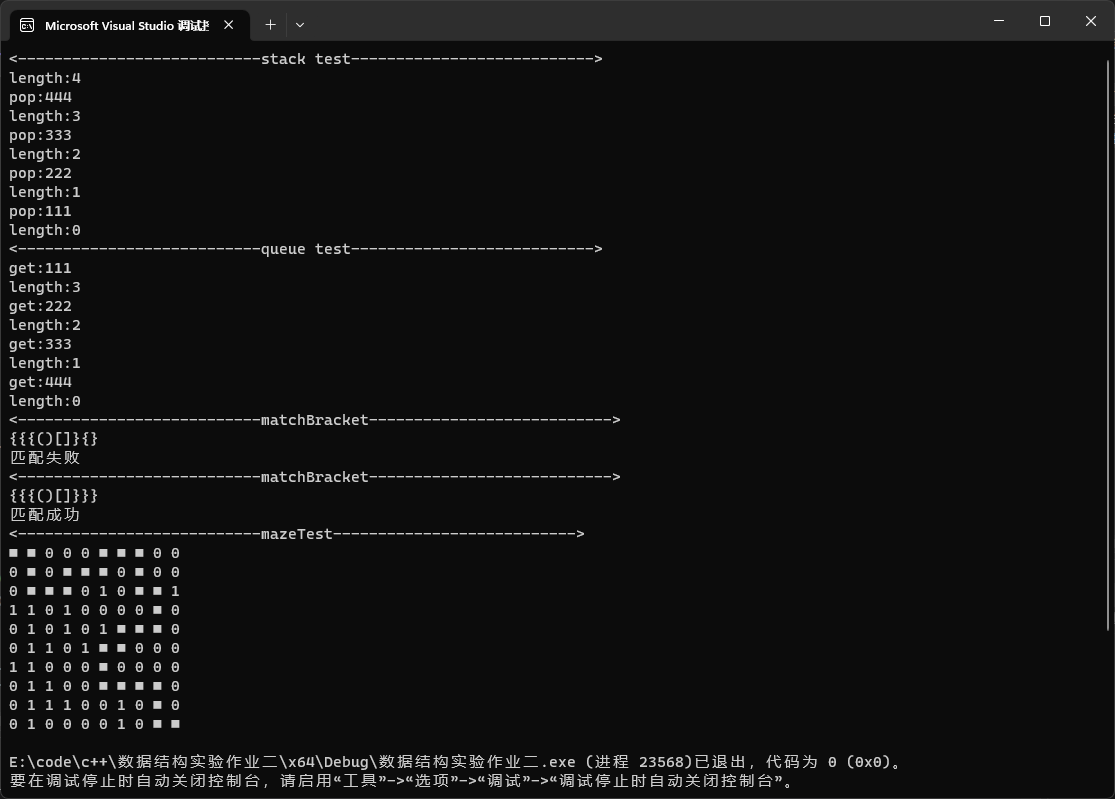 Microsoft Visual Studio 调试
<---------------------------stack test--------------------------->
length:4
pop:444
length:3
pop:333
length:2
pop:222
length:1
pop:111
length:0
<---------------------------queue test--------------------------->
get:111
length:3
get:222
length:2
get:333
length:1
get:444
length:0
<---------------------------matchBracket--------------------------->
{{{()[]}{}
匹配失败
<---------------------------matchBracket--------------------------->
{{{()[]}}}
匹配成功
<---------------------------mazeTest--------------------------->
■ ■ 0 0 0 ■ ■ ■ 0 0
0 ■ 0 ■ ■ ■ 0 ■ 0 0
0 ■ ■ ■ 0 1 0 ■ ■ 1
1 1 0 1 0 0 0 0 ■ 0
0 1 0 1 0 1 ■ ■ ■ 0
0 1 1 0 1 ■ ■ 0 0 0
1 1 0 0 0 ■ 0 0 0 0
0 1 1 0 0 ■ ■ ■ ■ 0
0 1 1 1 0 0 1 0 ■ 0
0 1 0 0 0 0 1 0 ■ ■
E:\code\c++\数据结构实验作业二\x64\Debug\数据结构实验作业二.exe (进程 23568)已退出，代码为 0 (0x0)。
要在调试停止时自动关闭控制台，请启用“工具”->“选项”->“调试”->“调试停止时自动关闭控制台”。